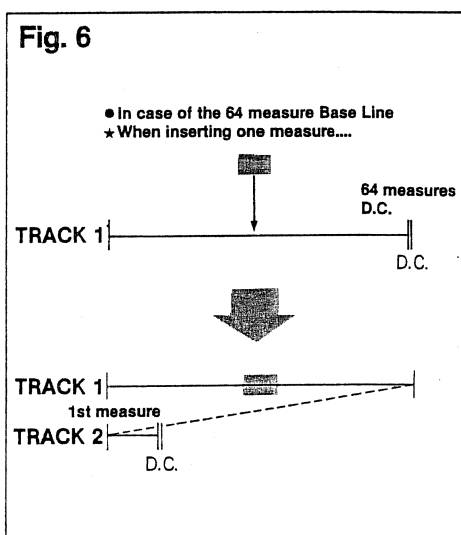 Fig. 6
● In case of the 64 measure Base Line
★ When inserting one measure....
64 measures
D.C.
TRACK 1
D.C.
TRACK 1
1st measure
TRACK 2
D.C.